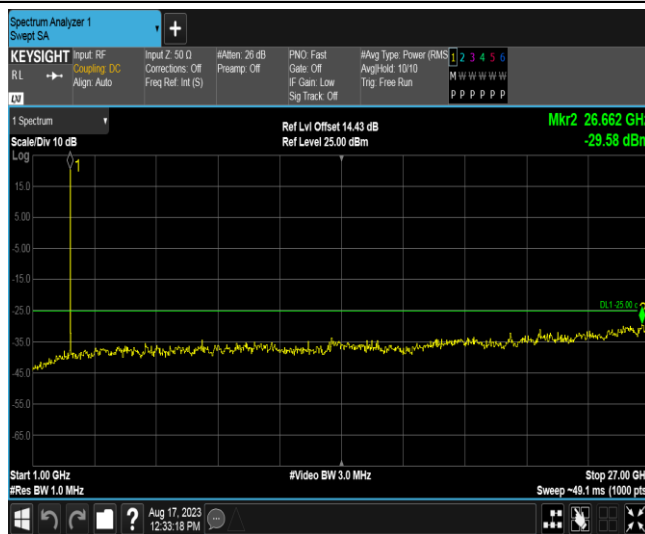 Spectrum Analyzer 1
Swept SA
KEYSIGHT
RL
Input: RF
Coupling: DC
Align: Auto
Input Z: 50 Ω
Corrections: Off
Freq Ref: Int (S)
#Atten: 26 dB
Preamp: Off
PNO: Fast
Gate: Off
IF Gain: Low
Sig Track: Off
#Avg Type: Power (RMS
Avg|Hold: 10/10
Trig: Free Run
1 2 3 4 5 6
M W W W W W
P P P P P P
LXI
1 Spectrum
Scale/Div 10 dB
Log
Ref Lvl Offset 14.43 dB
Ref Level 25.00 dBm
Mkr2 26.662 GH
-29.58 dBm
1
15.0
5.00
-5.00
-15.0
-25.0
-35.0
-45.0
-55.0
-65.0
DL1 -25.00
Start 1.00 GHz
#Res BW 1.0 MHz
#Video BW 3.0 MHz
Stop 27.00 GH
Sweep ~49.1 ms (1000 pts
?
Aug 17, 2023
12:33:18 PM